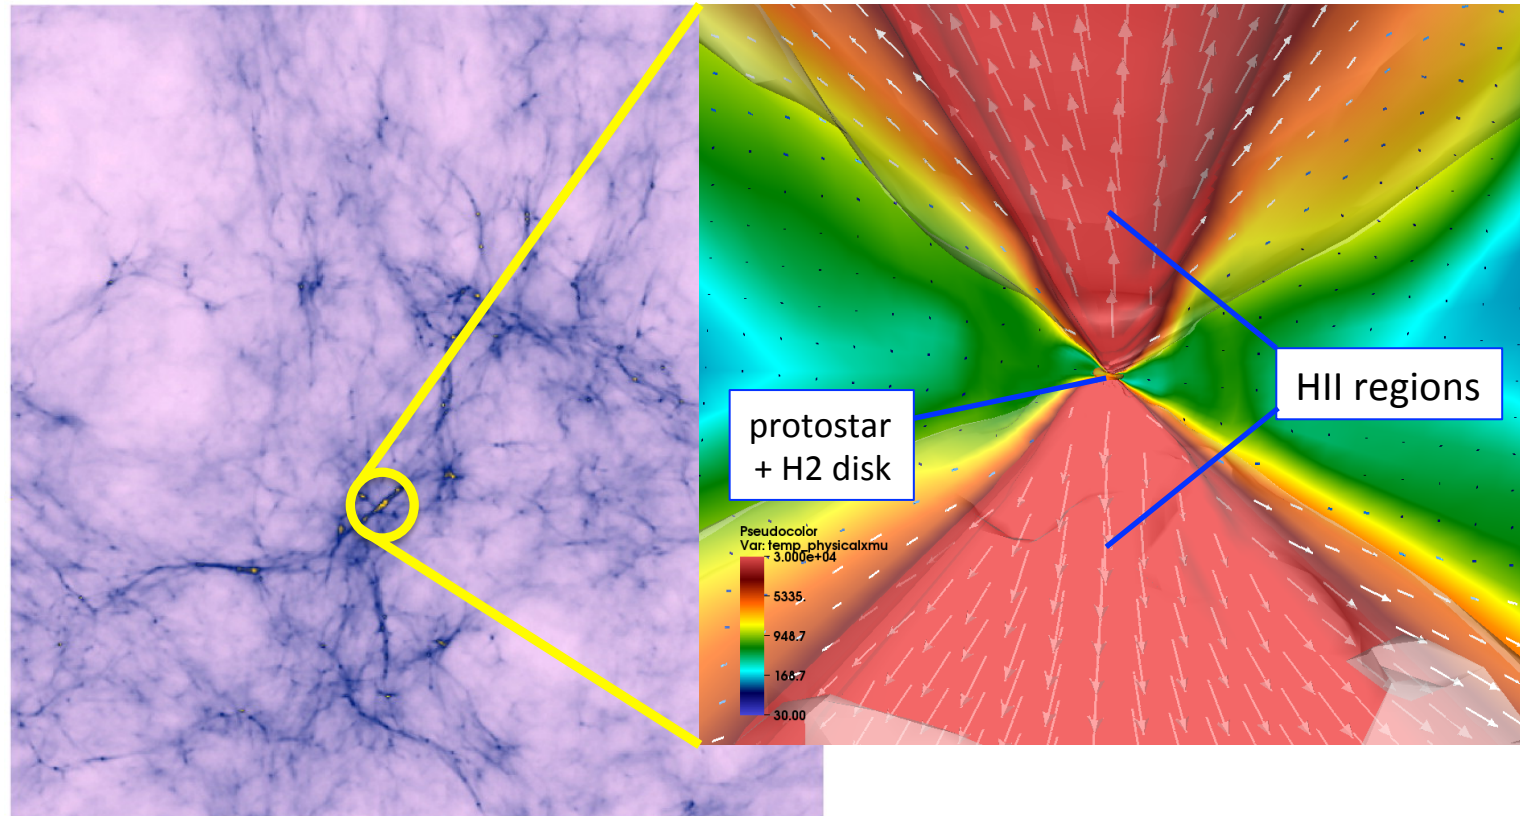 HII regions
protostar
+ H2 disk
Pseudocolor
Var: temp_physicalxmu
3.000e+04
5335.
948.7
168.7
30.00